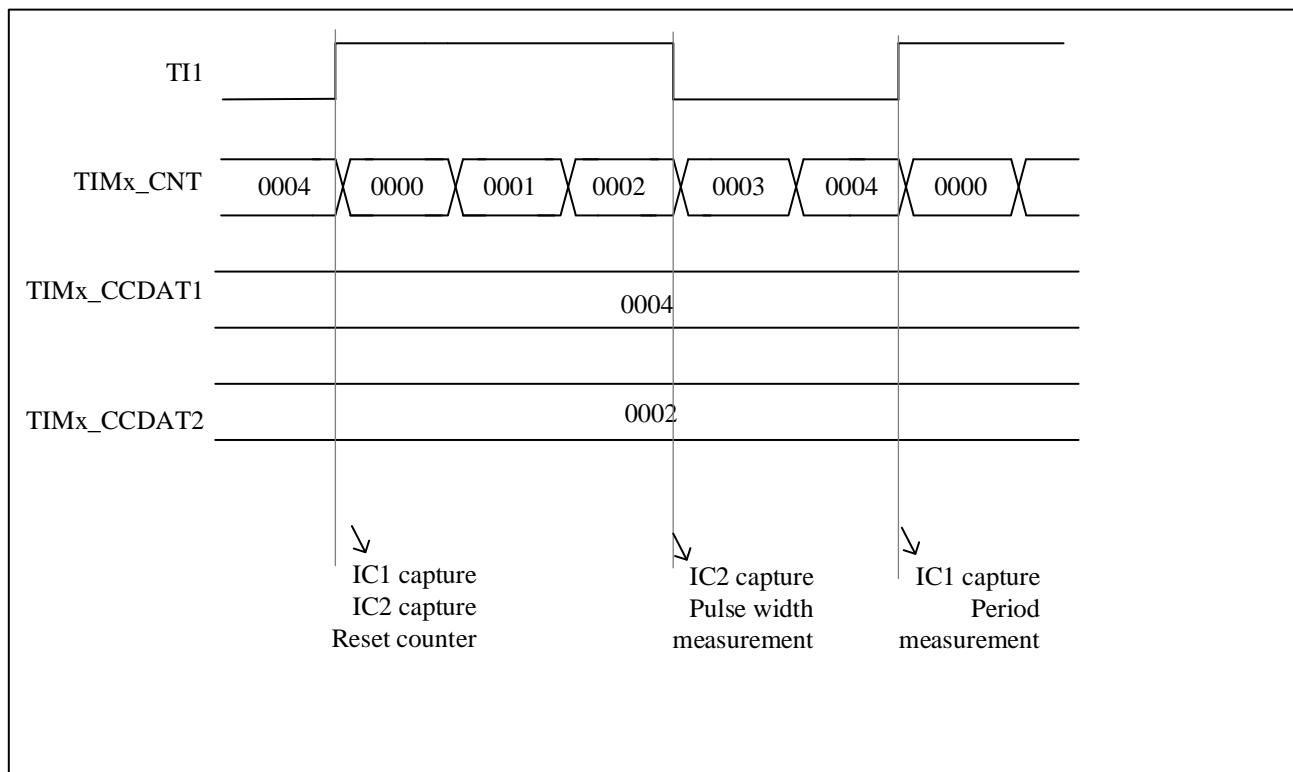 TI1
TIMx_CNT
0004 0000 0001 0002 0003 0004 0000
TIMx_CCDAT1
0004
TIMx_CCDAT2
0002
IC1 capture
IC2 capture
Reset counter
IC2 capture
Pulse width
measurement
IC1 capture
Period
measurement